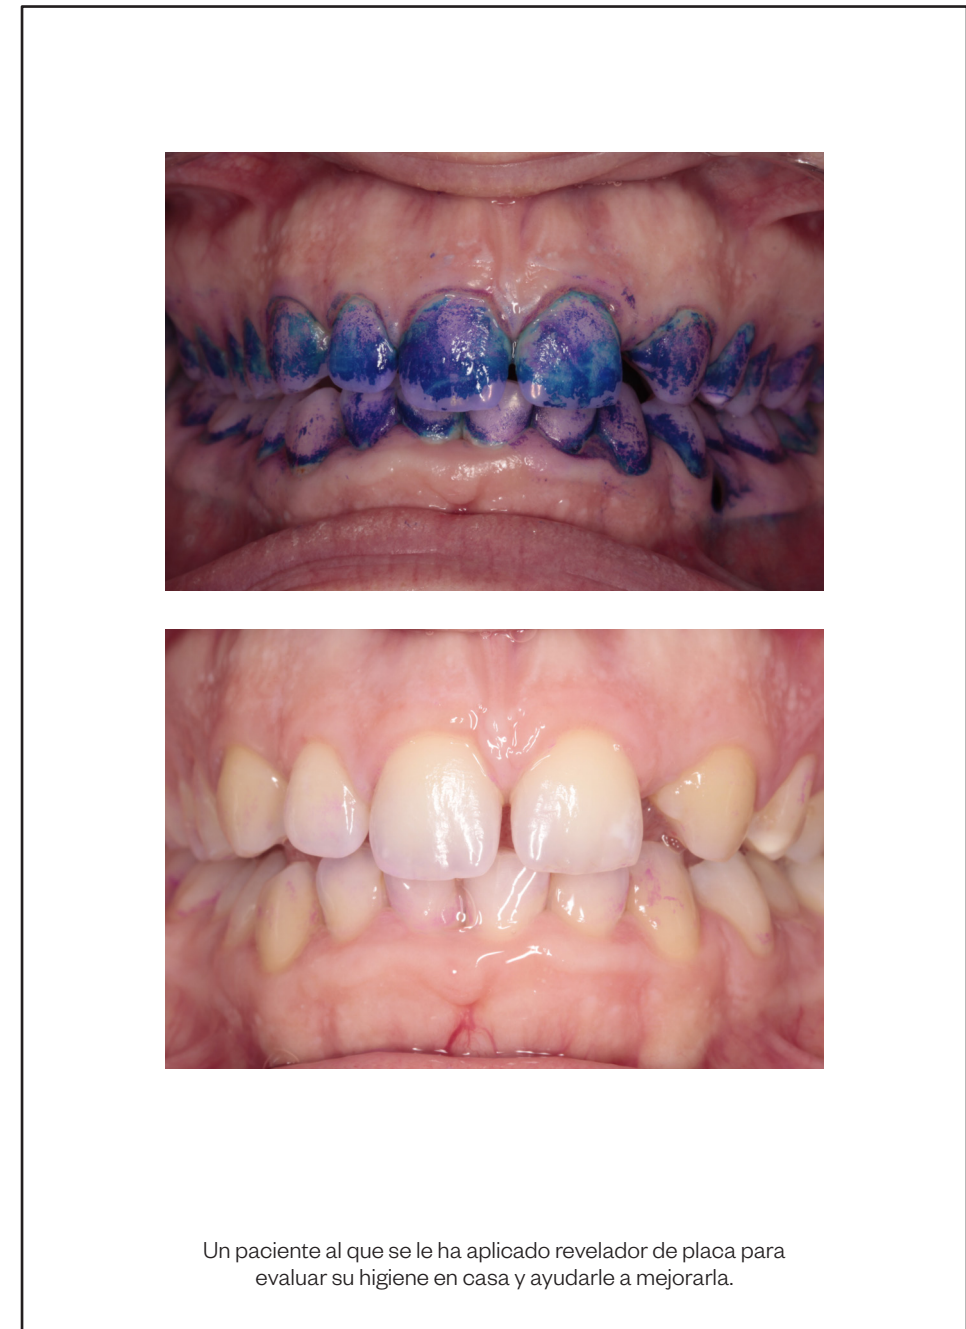 Un paciente al que se le ha aplicado revelador de placa para
evaluar su higiene en casa y ayudarle a mejorarla.